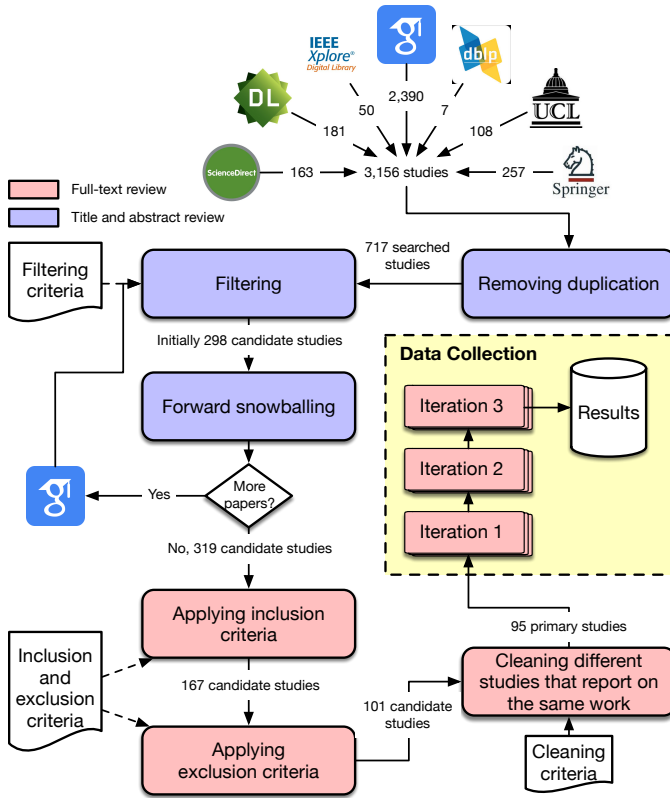 IEEE
Xplore®
Digital Library
dblp
DL
UCL
2,390
50
7
181
108
ScienceDirect
163
3,156 studies
257
Springer
Full-text review
Title and abstract review
717 searched
studies
Filtering
criteria
Filtering
Removing duplication
Initially 298 candidate studies
Data Collection
Forward snowballing
Iteration 3
Results
Iteration 2
More
papers?
Yes
Iteration 1
No, 319 candidate studies
Applying inclusion
criteria
95 primary studies
Inclusion and
exclusion
criteria
167 candidate studies
Cleaning different
studies that report on
the same work
101 candidate
studies
Applying
exclusion criteria
Cleaning
criteria